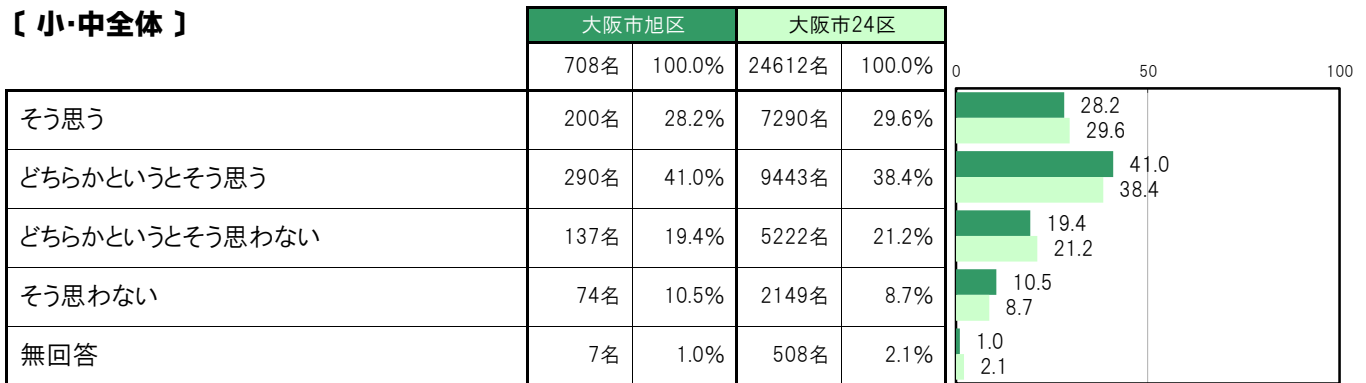 〔 小・中全体 〕
大阪市旭区 大阪市24区
708名 100.0% 24612名 100.0%
0 50 100
そう思う 200名 28.2% 7290名 29.6%
28.2
29.6
どちらかというとそう思う 290名 41.0% 9443名 38.4%
41.0
38.4
どちらかというとそう思わない 137名 19.4% 5222名 21.2%
19.4
21.2
そう思わない 74名 10.5% 2149名 8.7%
10.5
8.7
無回答 7名 1.0% 508名 2.1%
1.0
2.1